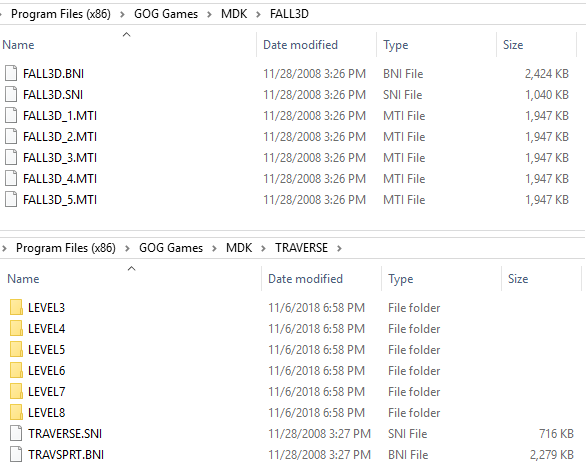 Program Files (x86) > GOG Games > MDK > FALL3D
Name Date modified Type Size
FALL3D.BNI 11/28/2008 3:26 PM BNI File 2,424 KB
FALL3D.SNI 11/28/2008 3:26 PM SNI File 1,040 KB
FALL3D_1.MTI 11/28/2008 3:26 PM MTI File 1,947 KB
FALL3D_2.MTI 11/28/2008 3:26 PM MTI File 1,947 KB
FALL3D_3.MTI 11/28/2008 3:26 PM MTI File 1,947 KB
FALL3D_4.MTI 11/28/2008 3:26 PM MTI File 1,947 KB
FALL3D_5.MTI 11/28/2008 3:26 PM MTI File 1,947 KB
Program Files (x86) > GOG Games > MDK > TRAVERSE >
Name Date modified Type Size
LEVEL3 11/6/2018 6:58 PM File folder
LEVEL4 11/6/2018 6:58 PM File folder
LEVEL5 11/6/2018 6:58 PM File folder
LEVEL6 11/6/2018 6:58 PM File folder
LEVEL7 11/6/2018 6:58 PM File folder
LEVEL8 11/6/2018 6:58 PM File folder
TRAVERSE.SNI 11/28/2008 3:27 PM SNI File 716 KB
TRAVSPRT.BNI 11/28/2008 3:27 PM BNI File 2,279 KB